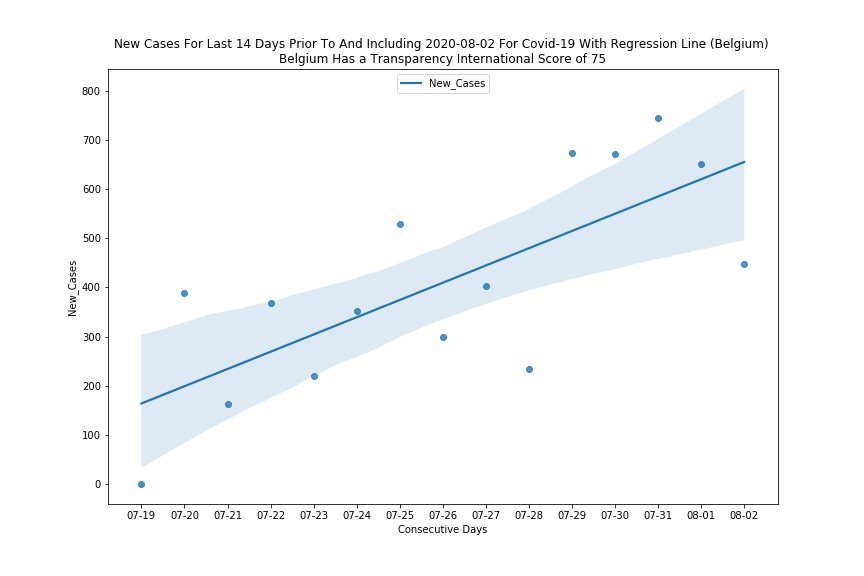 New Cases For Last 14 Days Prior To And Including 2020-08-02 For Covid-19 With Regression Line (Belgium)
Belgium Has a Transparency International Score of 75
New_Cases
800
700
600
500
400
300
200
100
0
New_Cases
07-19 07-20 07-21 07-22 07-23 07-24 07-25 07-26 07-27 07-28 07-29 07-30 07-31 08-01 08-02
Consecutive Days